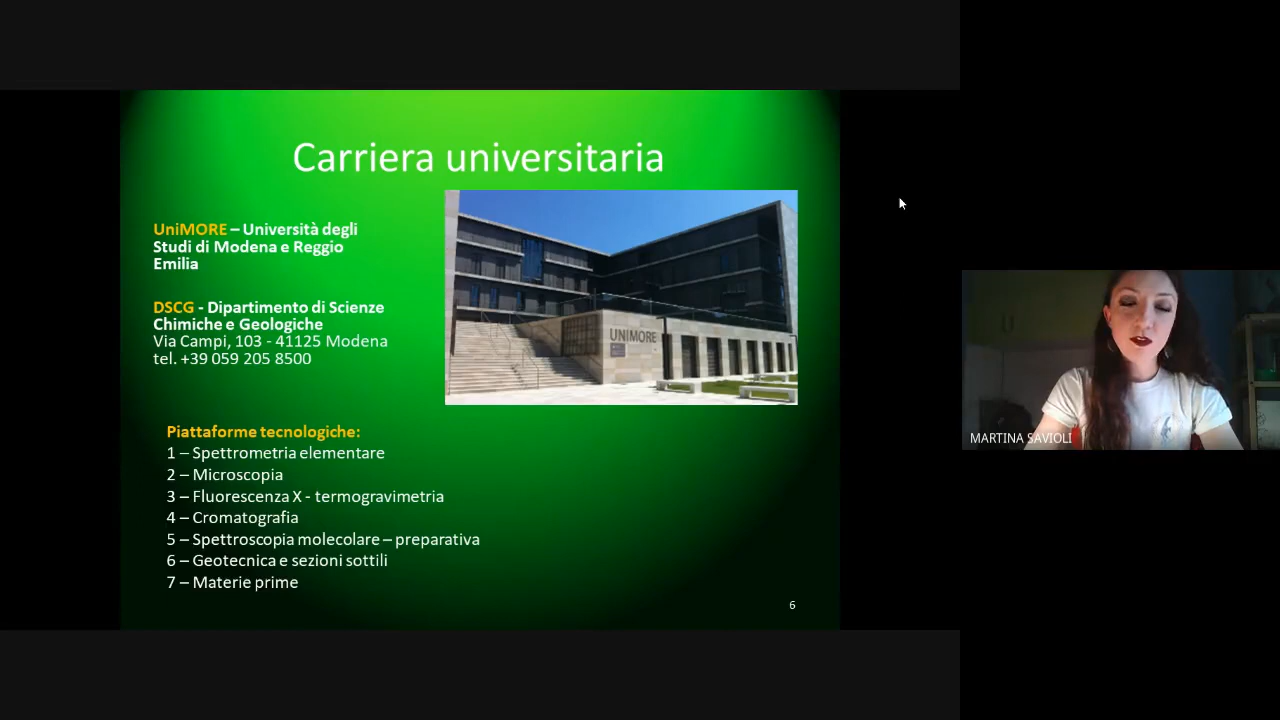 Carriera universitaria
UniMORE – Università degli
Studi di Modena e Reggio
Emilia
DSCG - Dipartimento di Scienze
Chimiche e Geologiche
Via Campi, 103 - 41125 Modena
tel. +39 059 205 8500
UNIMORE
Piattaforme tecnologiche:
1 – Spettrometria elementare
2 – Microscopia
3 – Fluorescenza X - termogravimetria
4 – Cromatografia
5 – Spettroscopia molecolare – preparativa
6 – Geotecnica e sezioni sottili
7 – Materie prime
6
MARTINA SAVIOLI